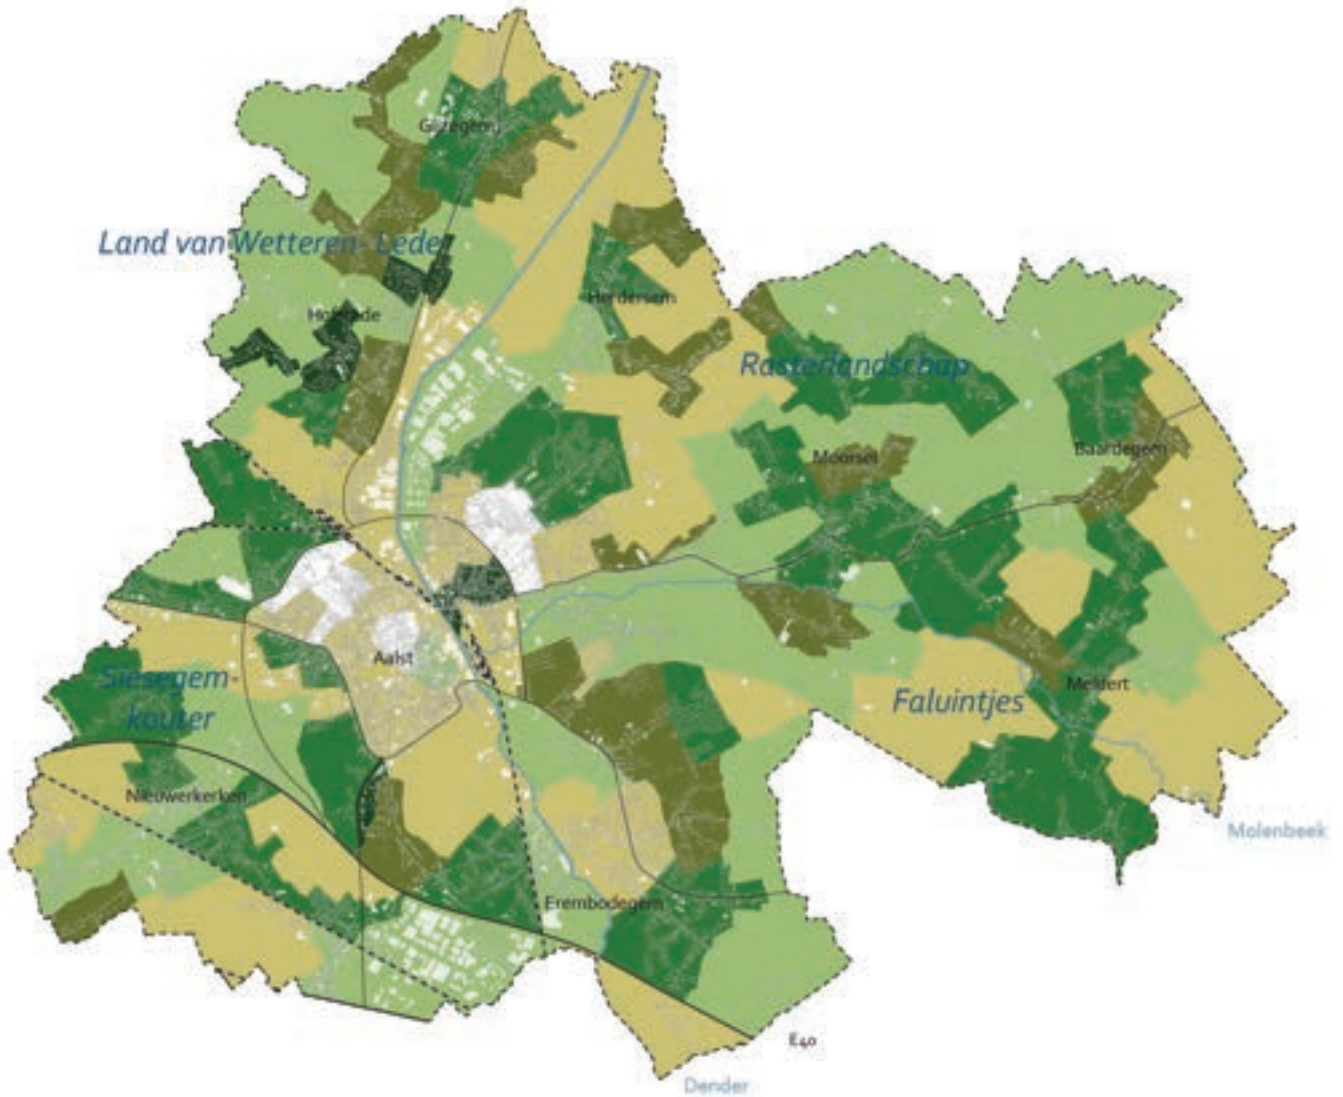 Gijzegem
Land van Wetteren- Lede
Hofstade
Herdersem
Rasterlandschap
Moorsel
Baardegem
Aalst
Siesegem-
kouter
Faluintjes
Meldert
Nieuwerkerken
Molenbeek
Erembodegem
E40
Dender